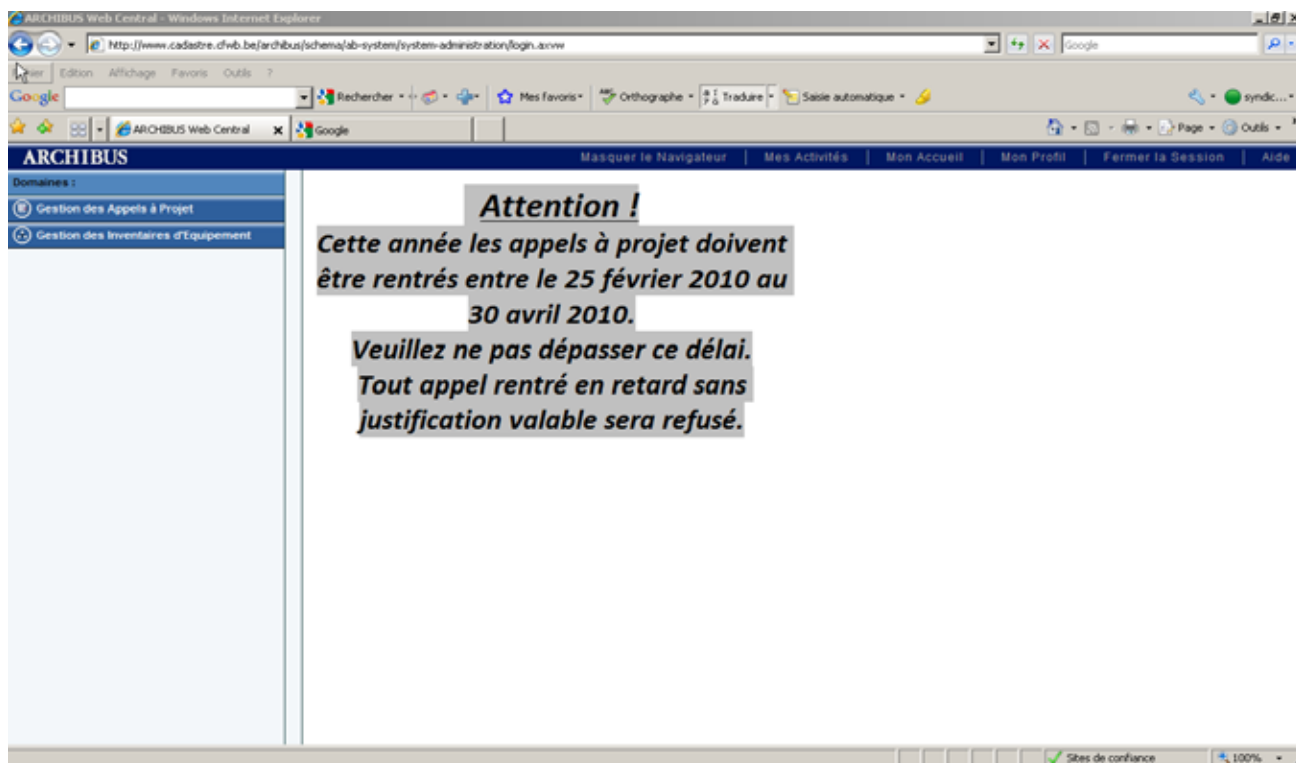 ARCHIBUS Web Central - Windows Internet Explorer
http://www.cadastre.cfwb.be/archibus/schema/ab-system/system-administration/login.axvw
Google
Edition Affichage Favoris Outils ?
Google Rechercher Mes favoris Orthographe Traduire Saisie automatique syndic...
ARCHIBUS Web Central Google Page Outils
ARCHIBUS Masquer le Navigateur | Mes Activités | Mon Accueil | Mon Profil | Fermer la Session | Aide
Domaines :
Gestion des Appels à Projet
Gestion des Inventaires d'Equipement
Attention !
Cette année les appels à projet doivent
être rentrés entre le 25 février 2010 au
30 avril 2010.
Veuillez ne pas dépasser ce délai.
Tout appel rentré en retard sans
justification valable sera refusé.
Sites de confiance 100%